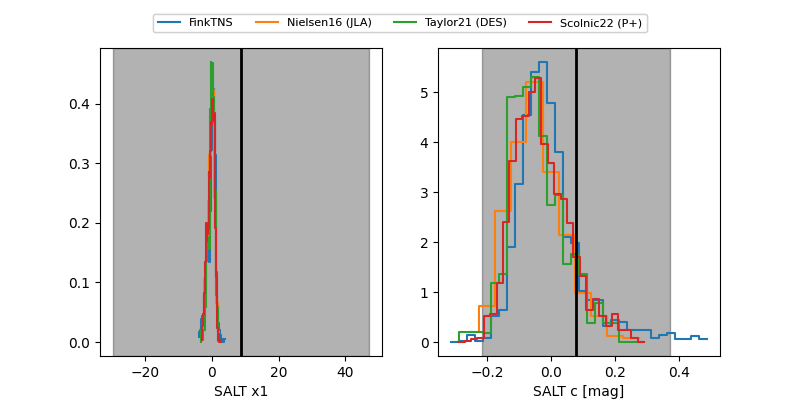 FinkTNS Nielsen16 (JLA) Taylor21 (DES) Scolnic22 (P+)
0.4
0.3
0.2
0.1
0.0
−20 0 20 40
SALT x1
5
4
3
2
1
0
−0.2 0.0 0.2 0.4
SALT c [mag]